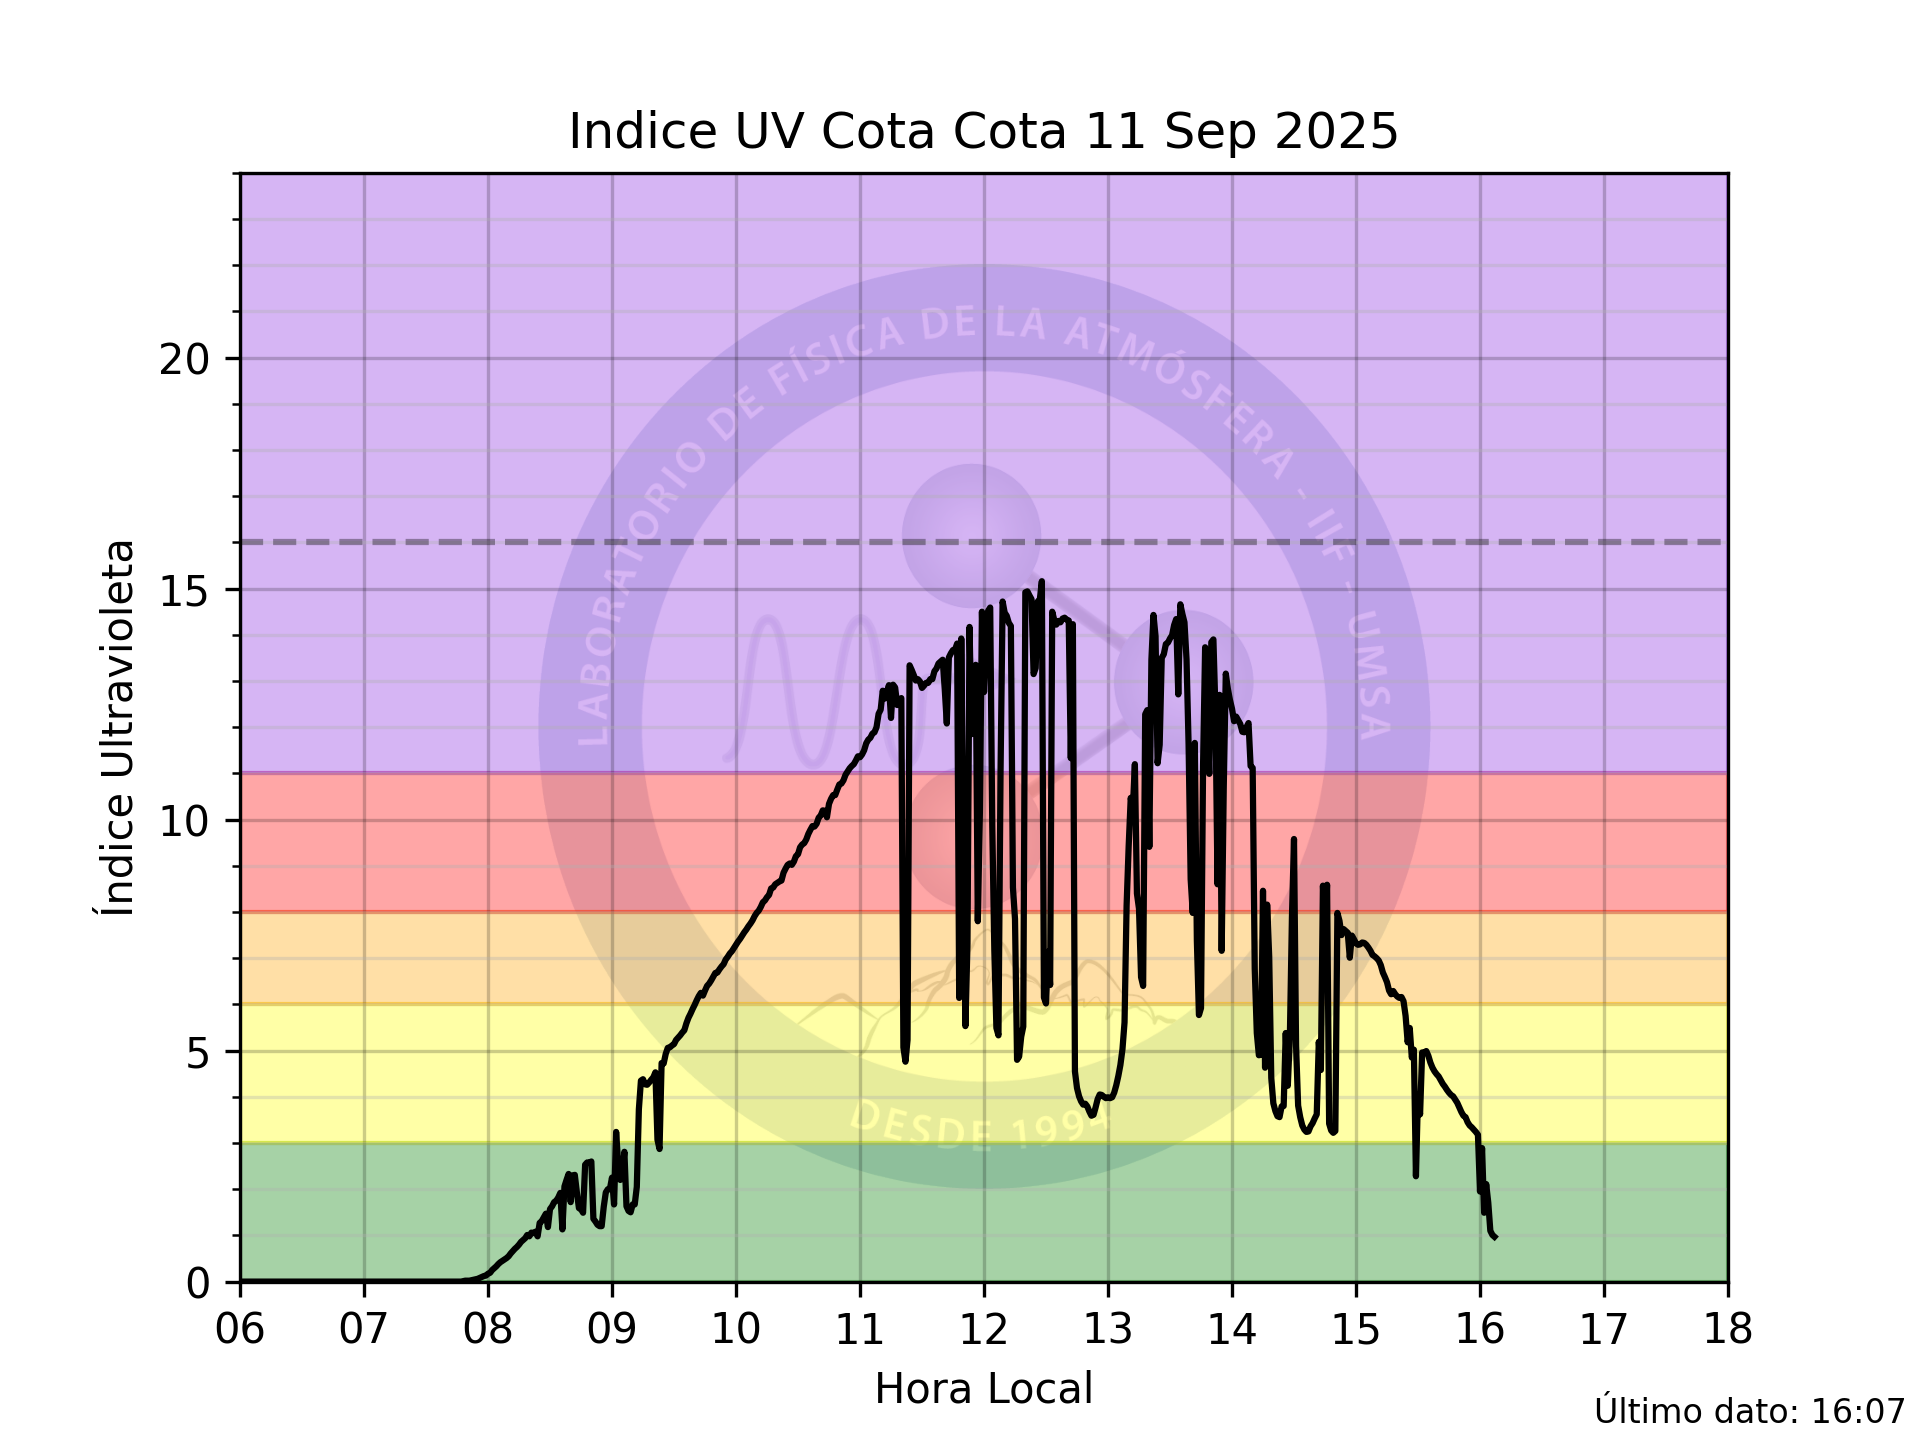 Indice UV Cota Cota 11 Sep 2025
LABORATORIO DE FÍSICA DE LA ATMÓSFERA - IIF - UMSA
DESDE 1994
Índice Ultravioleta
20
15
10
5
0
06 07 08 09 10 11 12 13 14 15 16 17 18
Hora Local
Último dato: 16:07